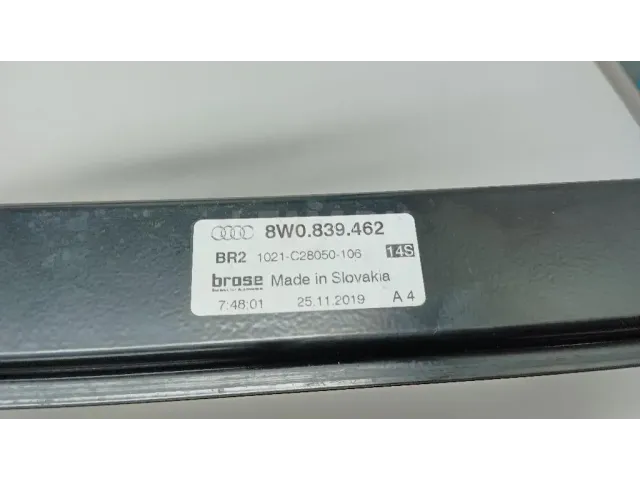 8W0.839.462
BR2 1021-C28050-106 14S
brose Made in Slovakia
7:48:01 25.11.2019 A 4